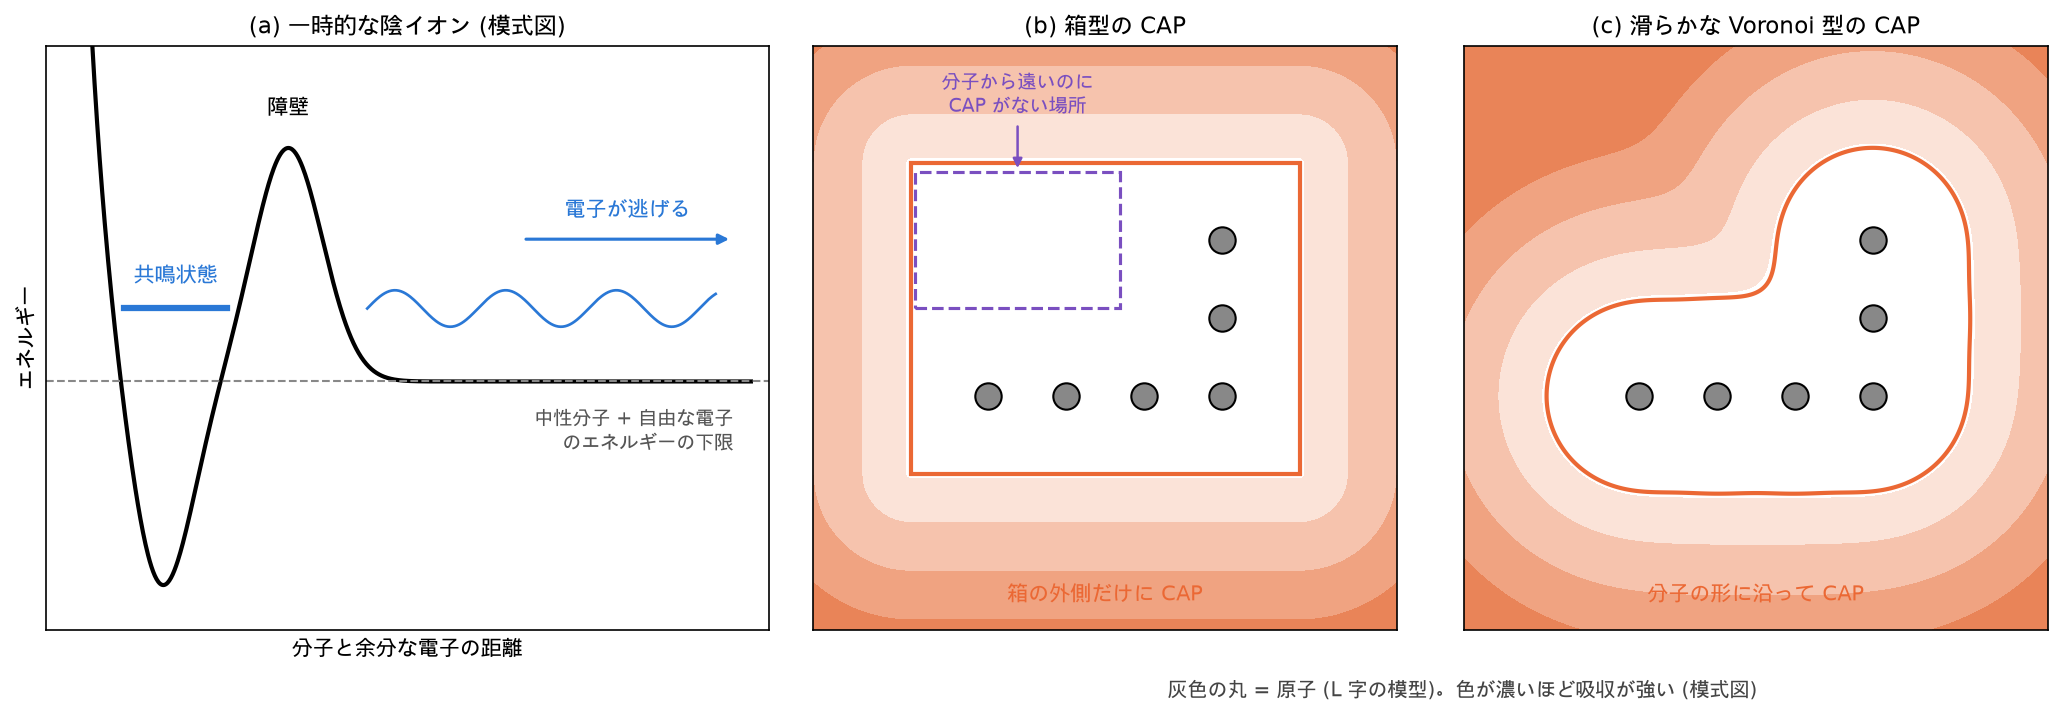 (a) 一時的な陰イオン (模式図)
障壁
共鳴状態
電子が逃げる
中性分子 + 自由な電子
のエネルギーの下限
エネルギー
分子と余分な電子の距離
(b) 箱型の CAP
分子から遠いのに
CAP がない場所
箱の外側だけに CAP
(c) 滑らかな Voronoi 型の CAP
分子の形に沿って CAP
灰色の丸 = 原子 (L 字の模型)。色が濃いほど吸収が強い (模式図)